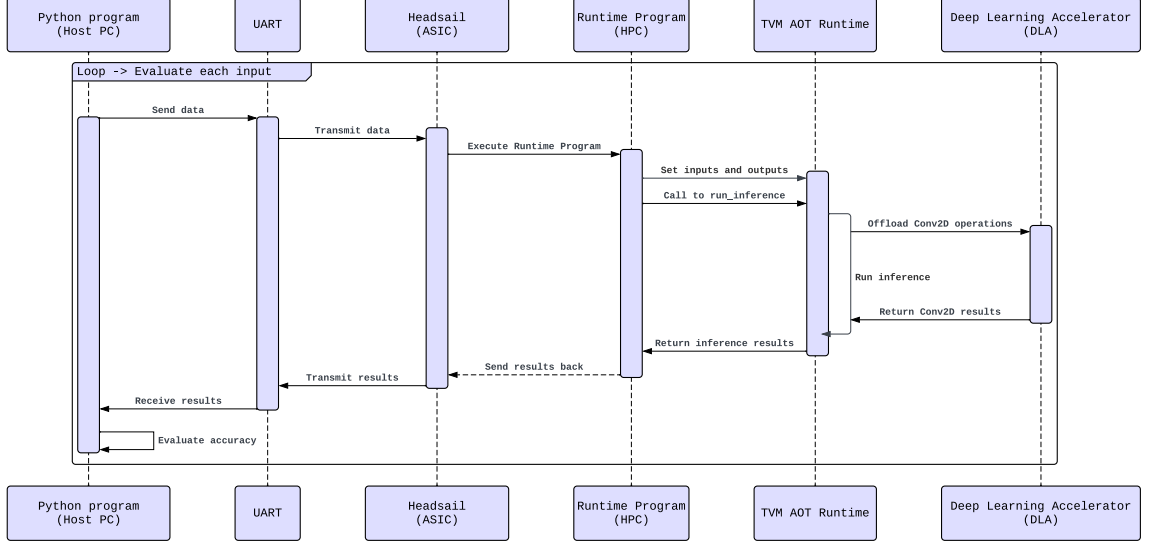 Python program
(Host PC)
UART
Headsail
(ASIC)
Runtime Program
(HPC)
TVM AOT Runtime
Deep Learning Accelerator
(DLA)
Loop -> Evaluate each input
Send data
Transmit data
Execute Runtime Program
Set inputs and outputs
Call to run_inference
Offload Conv2D operations
Run inference
Return Conv2D results
Return inference results
Send results back
Transmit results
Receive results
Evaluate accuracy
Python program
(Host PC)
UART
Headsail
(ASIC)
Runtime Program
(HPC)
TVM AOT Runtime
Deep Learning Accelerator
(DLA)